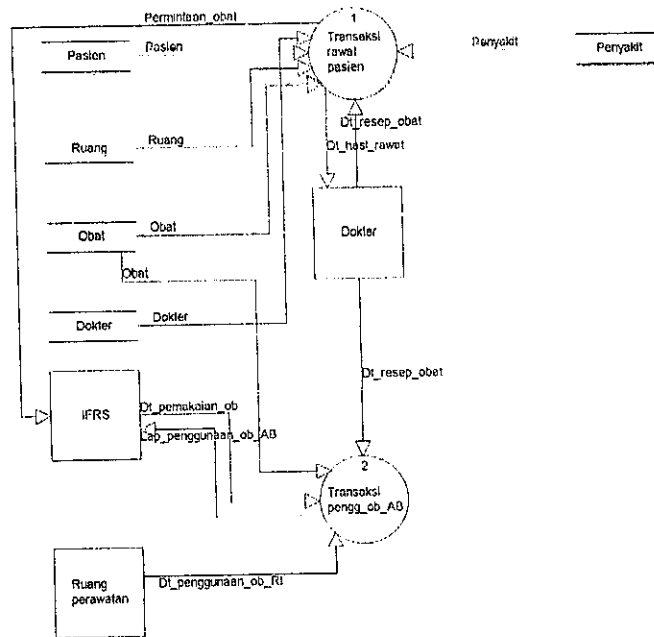 Permintaan_obat
1
Transaksi
rawat
pasien
Pasien
Pasien
Penyakit
Penyakit
Dt_resep_obat
Dt_hasl_rawat
Ruang
Ruang
Dokter
Obat
Obat
Obat
Dokter
Dokter
Dt_resep_obat
IFRS
Dt_pemakaian_ob
Lap_penggunaan_ob_AB
2
Transaksi
pengg_ob_AB
Ruang
perawatan
Dt_penggunaan_ob_RI